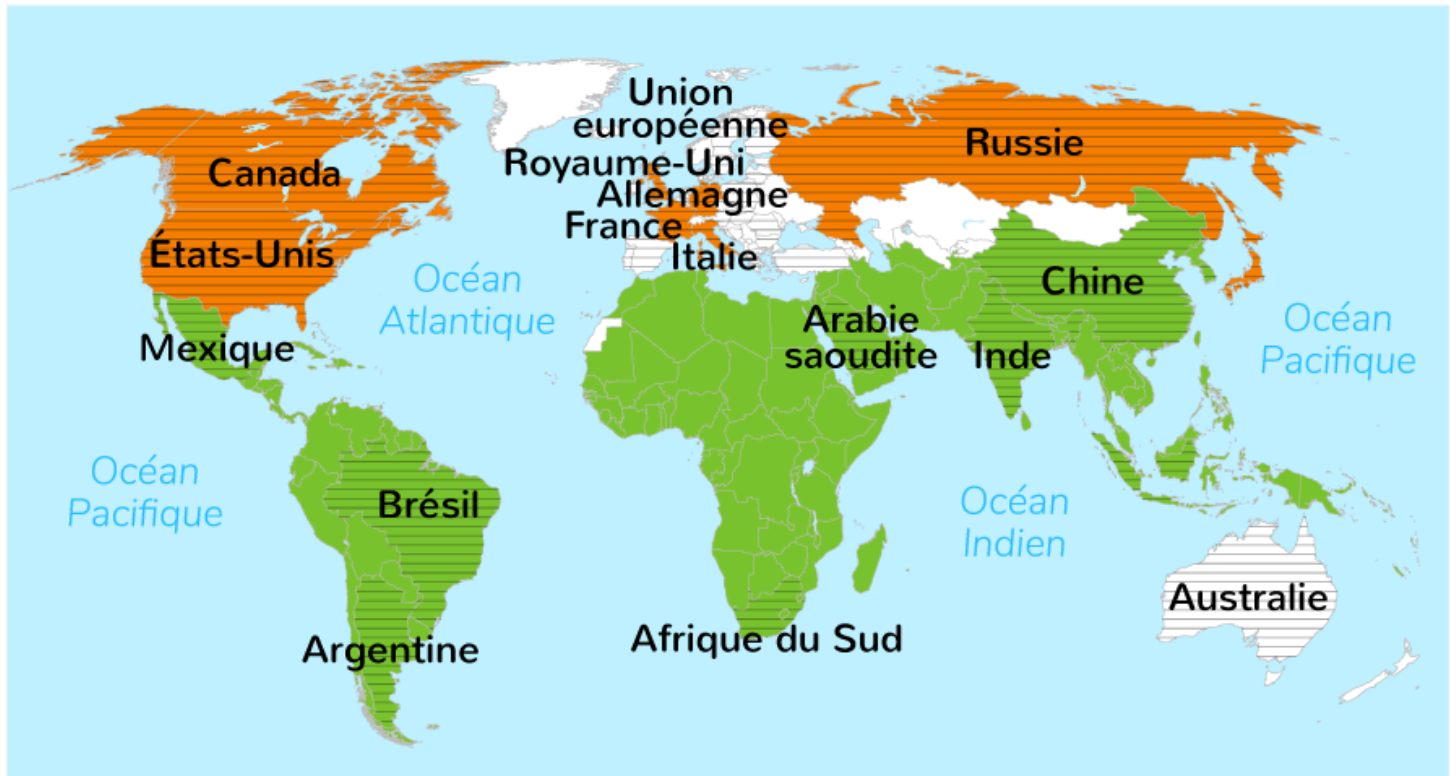 Union
européenne
Royaume-Uni
Allemagne
France
Italie
Russie
Canada
États-Unis
Océan
Atlantique
Mexique
Chine
Arabie
saoudite
Inde
Océan
Pacifique
Océan
Pacifique
Brésil
Océan
Indien
Argentine
Afrique du Sud
Australie